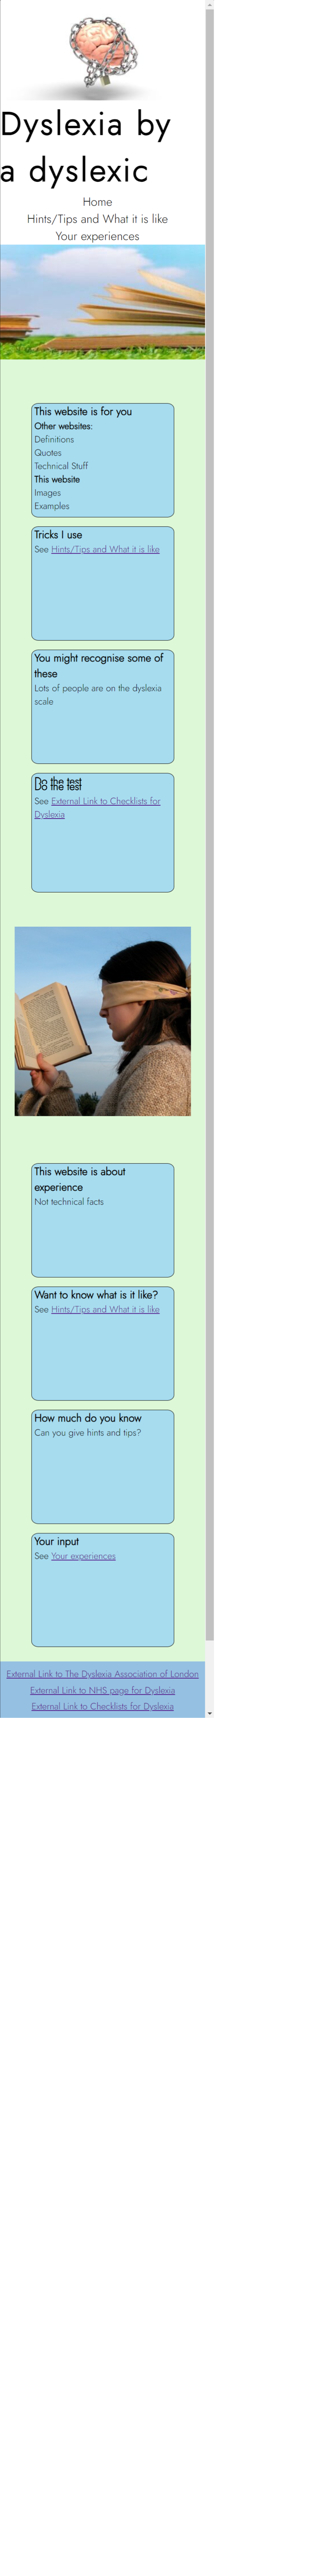 Dyslexia by
a dyslexic
Home
Hints/Tips and What it is like
Your experiences
This website is for you
Other websites:
Definitions
Quotes
Technical Stuff
This website
Images
Examples
Tricks I use
See Hints/Tips and What it is like
You might recognise some of
these
Lots of people are on the dyslexia
scale
Do the test
Do the test
See External Link to Checklists for
Dyslexia
This website is about
experience
Not technical facts
Want to know what is it like?
See Hints/Tips and What it is like
How much do you know
Can you give hints and tips?
Your input
See Your experiences
External Link to The Dyslexia Association of London
External Link to NHS page for Dyslexia
External Link to Checklists for Dyslexia